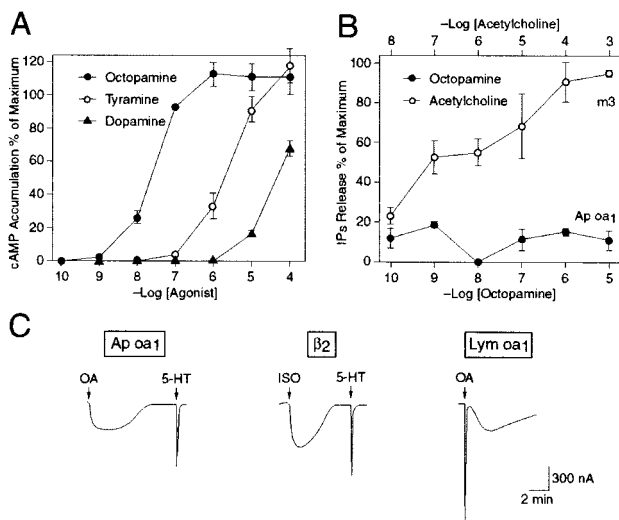 A
cAMP Accumulation % of Maximum
120
100
80
60
40
20
0
Octopamine
Tyramine
Dopamine
10 9 8 7 6 5 4
–Log [Agonist]
B
–Log [Acetylcholine]
8 7 6 5 4 3
IPs Release % of Maximum
100
80
60
40
20
0
Octopamine
Acetylcholine
m3
Ap oa1
10 9 8 7 6 5
–Log [Octopamine]
C
Ap oa1
β2
Lym oa1
OA 5-HT ISO 5-HT OA
300 nA
2 min